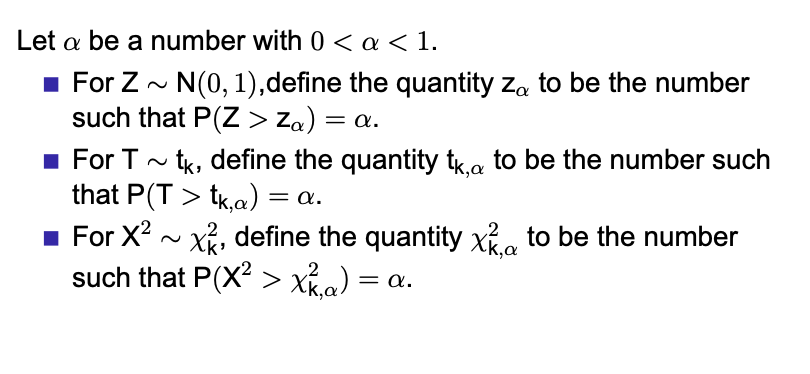 Let α be a number with 0 < α < 1.
■ For Z ∼ N(0, 1),define the quantity z_α to be the number
such that P(Z > z_α) = α.
■ For T ∼ t_k, define the quantity t_{k,α} to be the number such
that P(T > t_{k,α}) = α.
■ For X² ∼ χ²_k, define the quantity χ²_{k,α} to be the number
such that P(X² > χ²_{k,α}) = α.